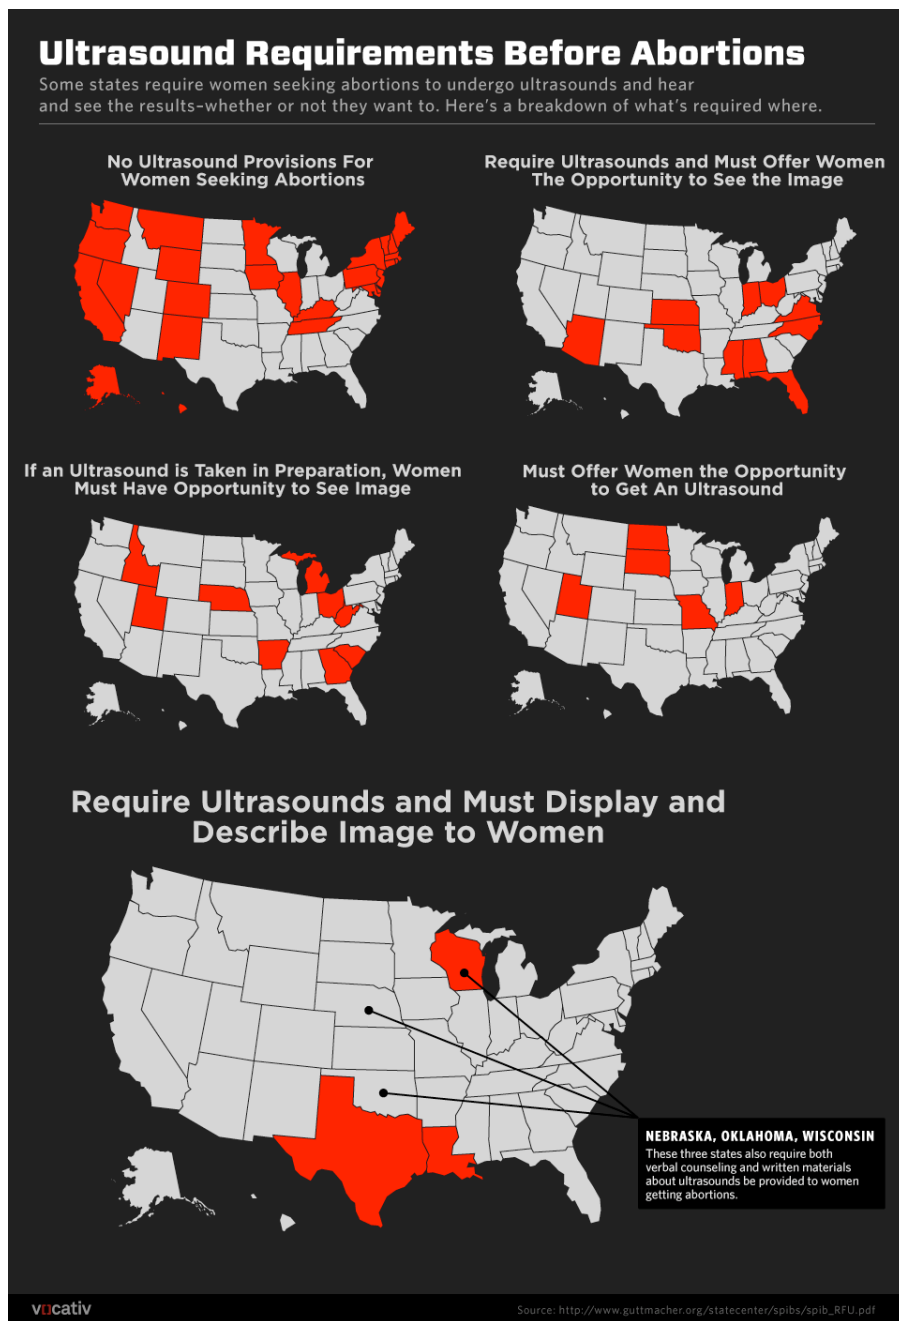 Ultrasound Requirements Before Abortions
Some states require women seeking abortions to undergo ultrasounds and hear
and see the results–whether or not they want to. Here's a breakdown of what's required where.
No Ultrasound Provisions For
Women Seeking Abortions
Require Ultrasounds and Must Offer Women
The Opportunity to See the Image
If an Ultrasound is Taken in Preparation, Women
Must Have Opportunity to See Image
Must Offer Women the Opportunity
to Get An Ultrasound
Require Ultrasounds and Must Display and
Describe Image to Women
NEBRASKA, OKLAHOMA, WISCONSIN
These three states also require both
verbal counseling and written materials
about ultrasounds be provided to women
getting abortions.
vocativ
Source: http://www.guttmacher.org/statecenter/spibs/spib_RFU.pdf